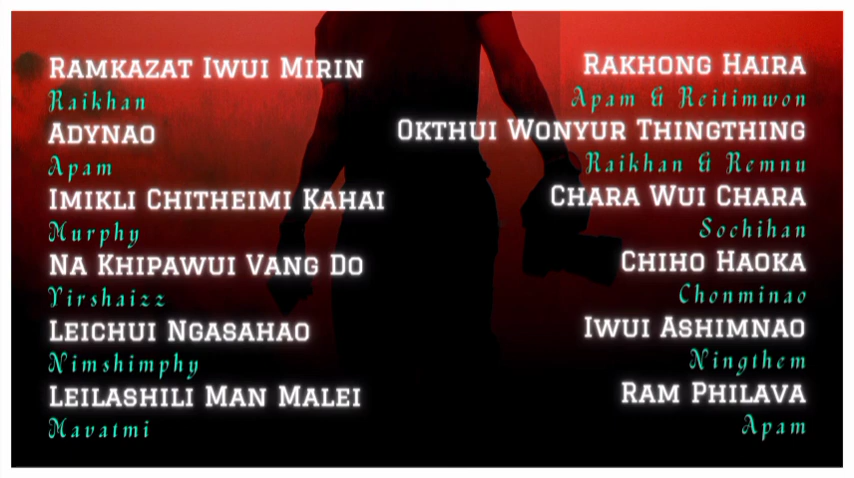 Ramkazat Iwui Mirin
Raikhan
Adynao
Apam
Imikli Chitheimi Kahai
Murphy
Na Khipawui Vang Do
Yirshaizz
Leichui Ngasahao
Nimshimphy
Leilashili Man Malei
Mavatmi
Rakhong Haira
Apam & Reitimwon
Okthui Wonyur Thingthing
Raikhan & Remnu
Chara Wui Chara
Sochihan
Chiho Haoka
Chonminao
Iwui Ashimnao
Ningthem
Ram Philava
Apam